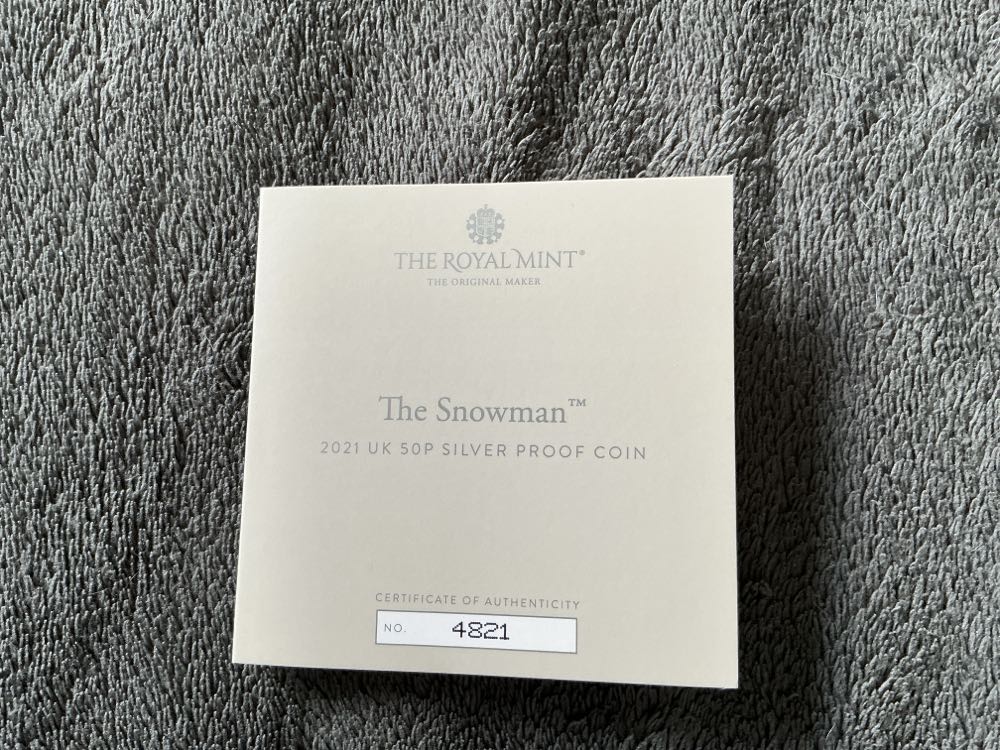 THE ROYAL MINT®
THE ORIGINAL MAKER
The Snowman™
2021 UK 50P SILVER PROOF COIN
CERTIFICATE OF AUTHENTICITY
NO. 4821